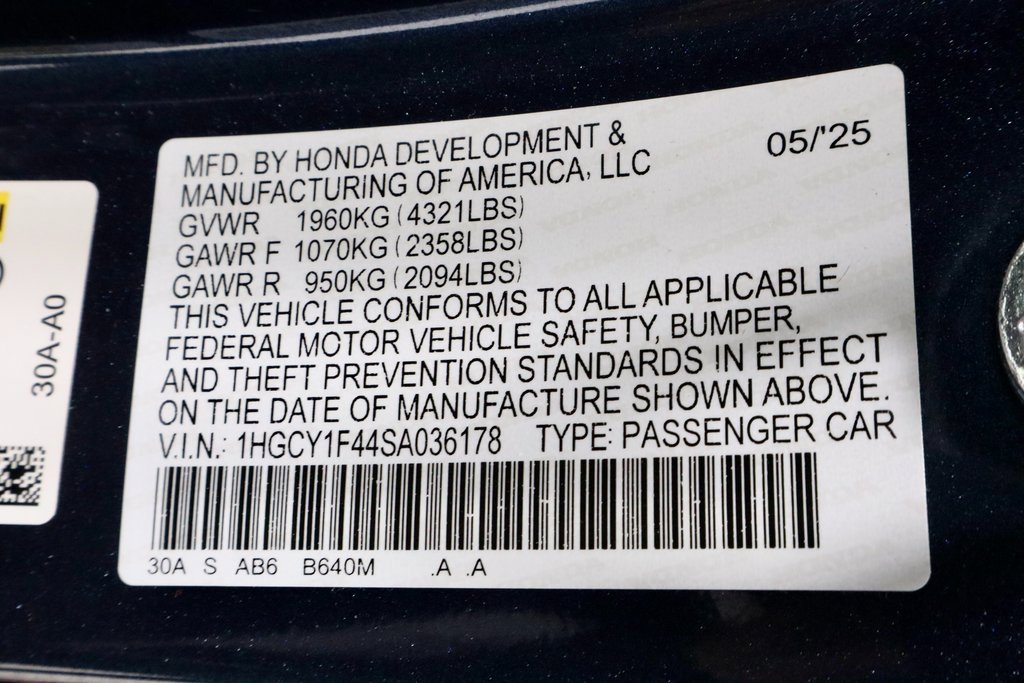 MFD. BY HONDA DEVELOPMENT &
MANUFACTURING OF AMERICA, LLC
05/'25
GVWR 1960KG (4321LBS)
GAWR F 1070KG (2358LBS)
GAWR R 950KG (2094LBS)
THIS VEHICLE CONFORMS TO ALL APPLICABLE
FEDERAL MOTOR VEHICLE SAFETY, BUMPER,
AND THEFT PREVENTION STANDARDS IN EFFECT
ON THE DATE OF MANUFACTURE SHOWN ABOVE.
V.I.N.: 1HGCY1F44SA036178 TYPE: PASSENGER CAR
30A S AB6 B640M .A .A
30A-A0